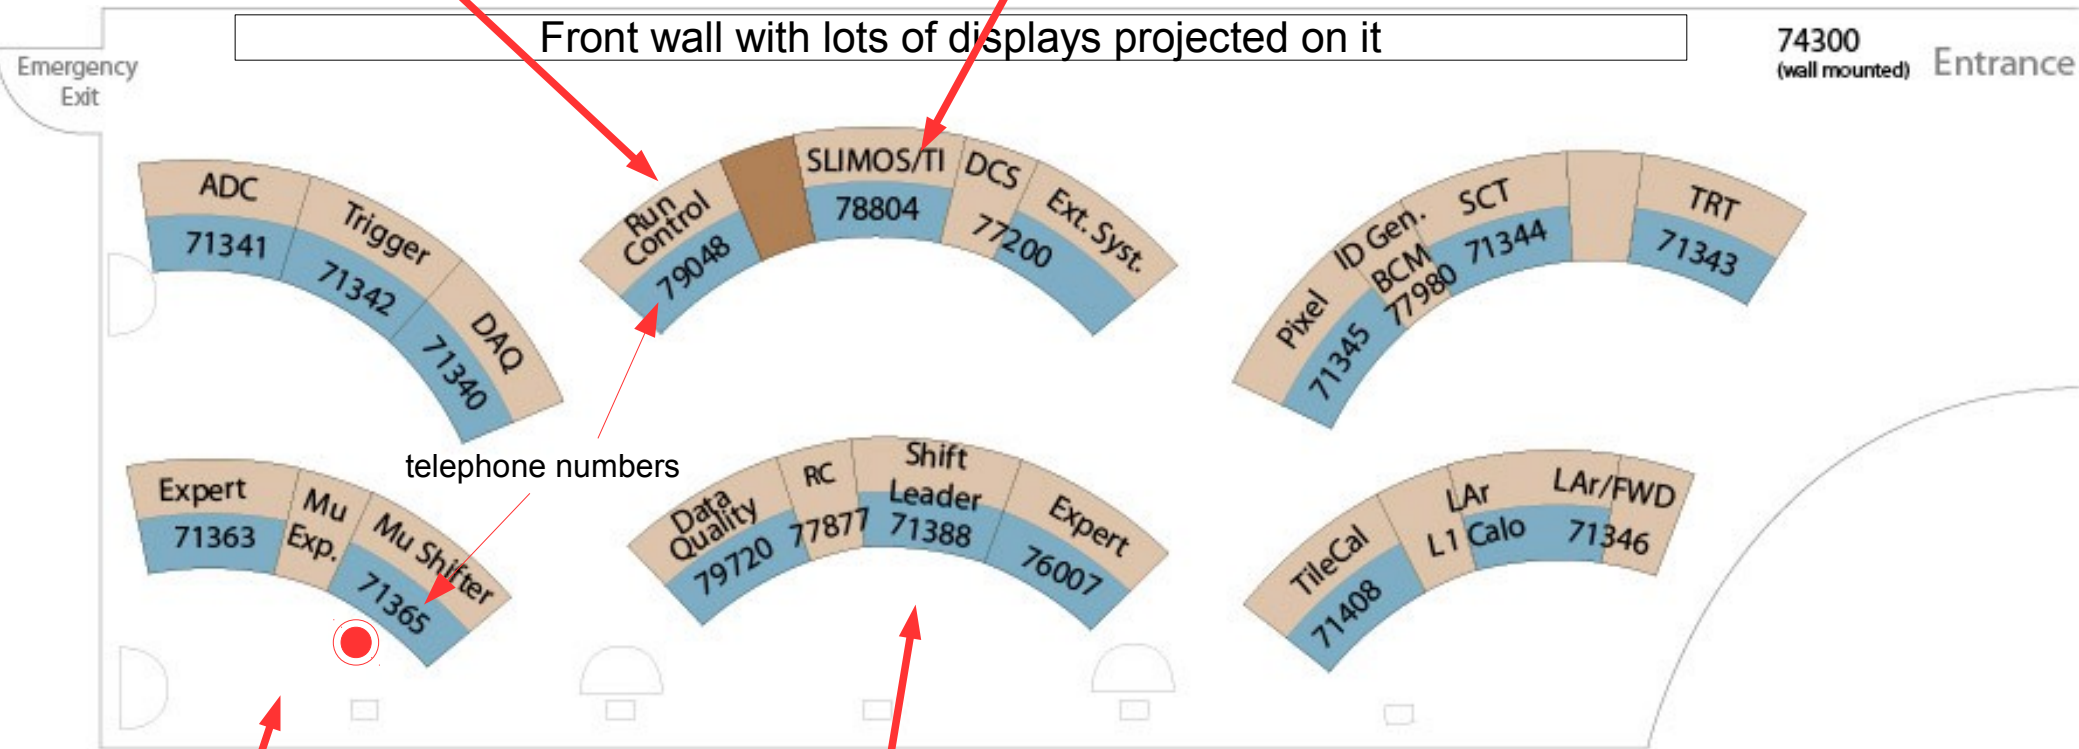 Front wall with lots of displays projected on it
74300
(wall mounted)
Entrance
Emergency
Exit
ADC
71341
Trigger
71342
DAQ
71340
Run
Control
79048
SLIMOS/TI
78804
DCS
77200
Ext. Syst.
Pixel
71345
ID Gen.
BCM
77980
SCT
71344
TRT
71343
telephone numbers
Expert
71363
Mu
Exp.
Mu Shifter
71365
Data
Quality
79720
RC
77877
Shift
Leader
71388
Expert
76007
TileCal
71408
LAr
L1 Calo
LAr/FWD
71346